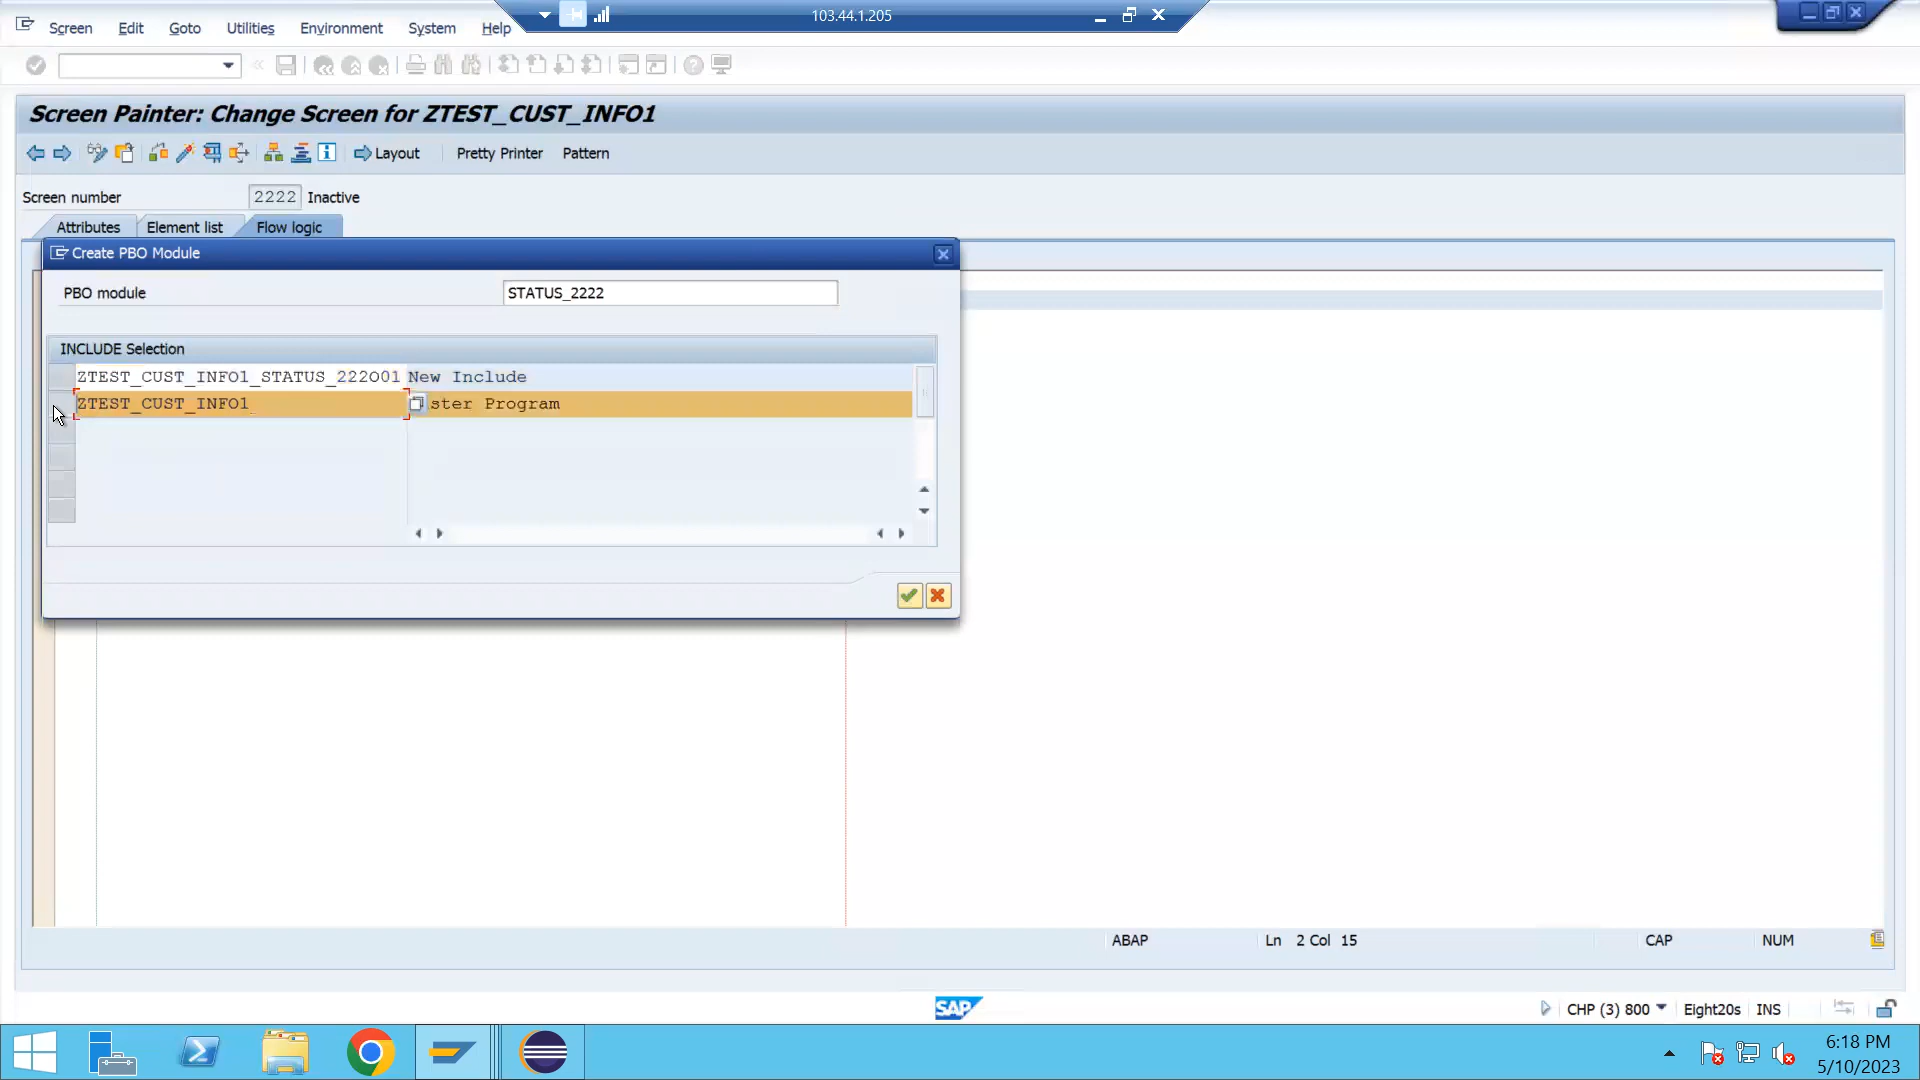 103.44.1.205
Screen Edit Goto Utilities Environment System Help
Screen Painter: Change Screen for ZTEST_CUST_INFO1
Layout Pretty Printer Pattern
Screen number 2222 Inactive
Attributes Element list Flow logic
Create PBO Module
PBO module STATUS_2222
INCLUDE Selection
ZTEST_CUST_INFO1_STATUS_222O01 New Include
ZTEST_CUST_INFO1 ster Program
ABAP Ln 2 Col 15 CAP NUM
SAP CHP (3) 800 Eight20s INS
6:18 PM
5/10/2023